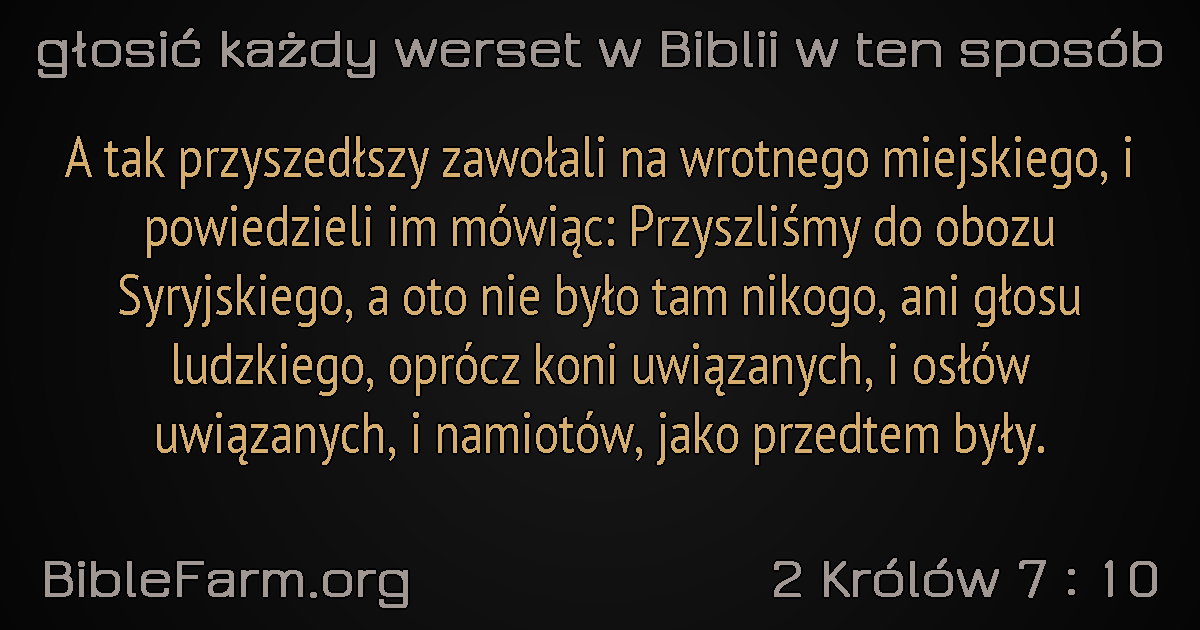 głosić każdy werset w Biblii w ten sposób
A tak przyszedłszy zawołali na wrotnego miejskiego, i
powiedzieli im mówiąc: Przyszliśmy do obozu
Syryjskiego, a oto nie było tam nikogo, ani głosu
ludzkiego, oprócz koni uwiązanych, i osłów
uwiązanych, i namiotów, jako przedtem były.
BibleFarm.org
2 Królów 7 : 10